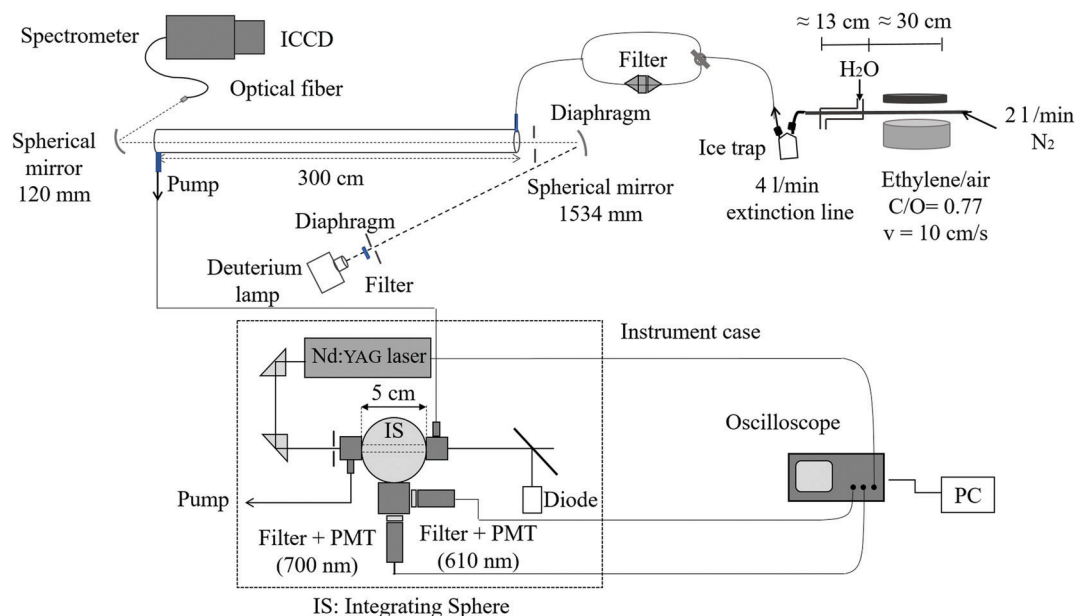 ≈ 13 cm ≈ 30 cm
Spectrometer
ICCD
Optical fiber
Filter
H2O
Diaphragm
2 l/min
N2
Spherical
mirror
120 mm
Pump
300 cm
Ice trap
Spherical mirror
1534 mm
4 l/min
extinction line
Ethylene/air
C/O= 0.77
v = 10 cm/s
Diaphragm
Deuterium
lamp
Filter
Instrument case
Nd:YAG laser
5 cm
IS
Oscilloscope
Pump
Diode
PC
Filter + PMT
(700 nm)
Filter + PMT
(610 nm)
IS: Integrating Sphere